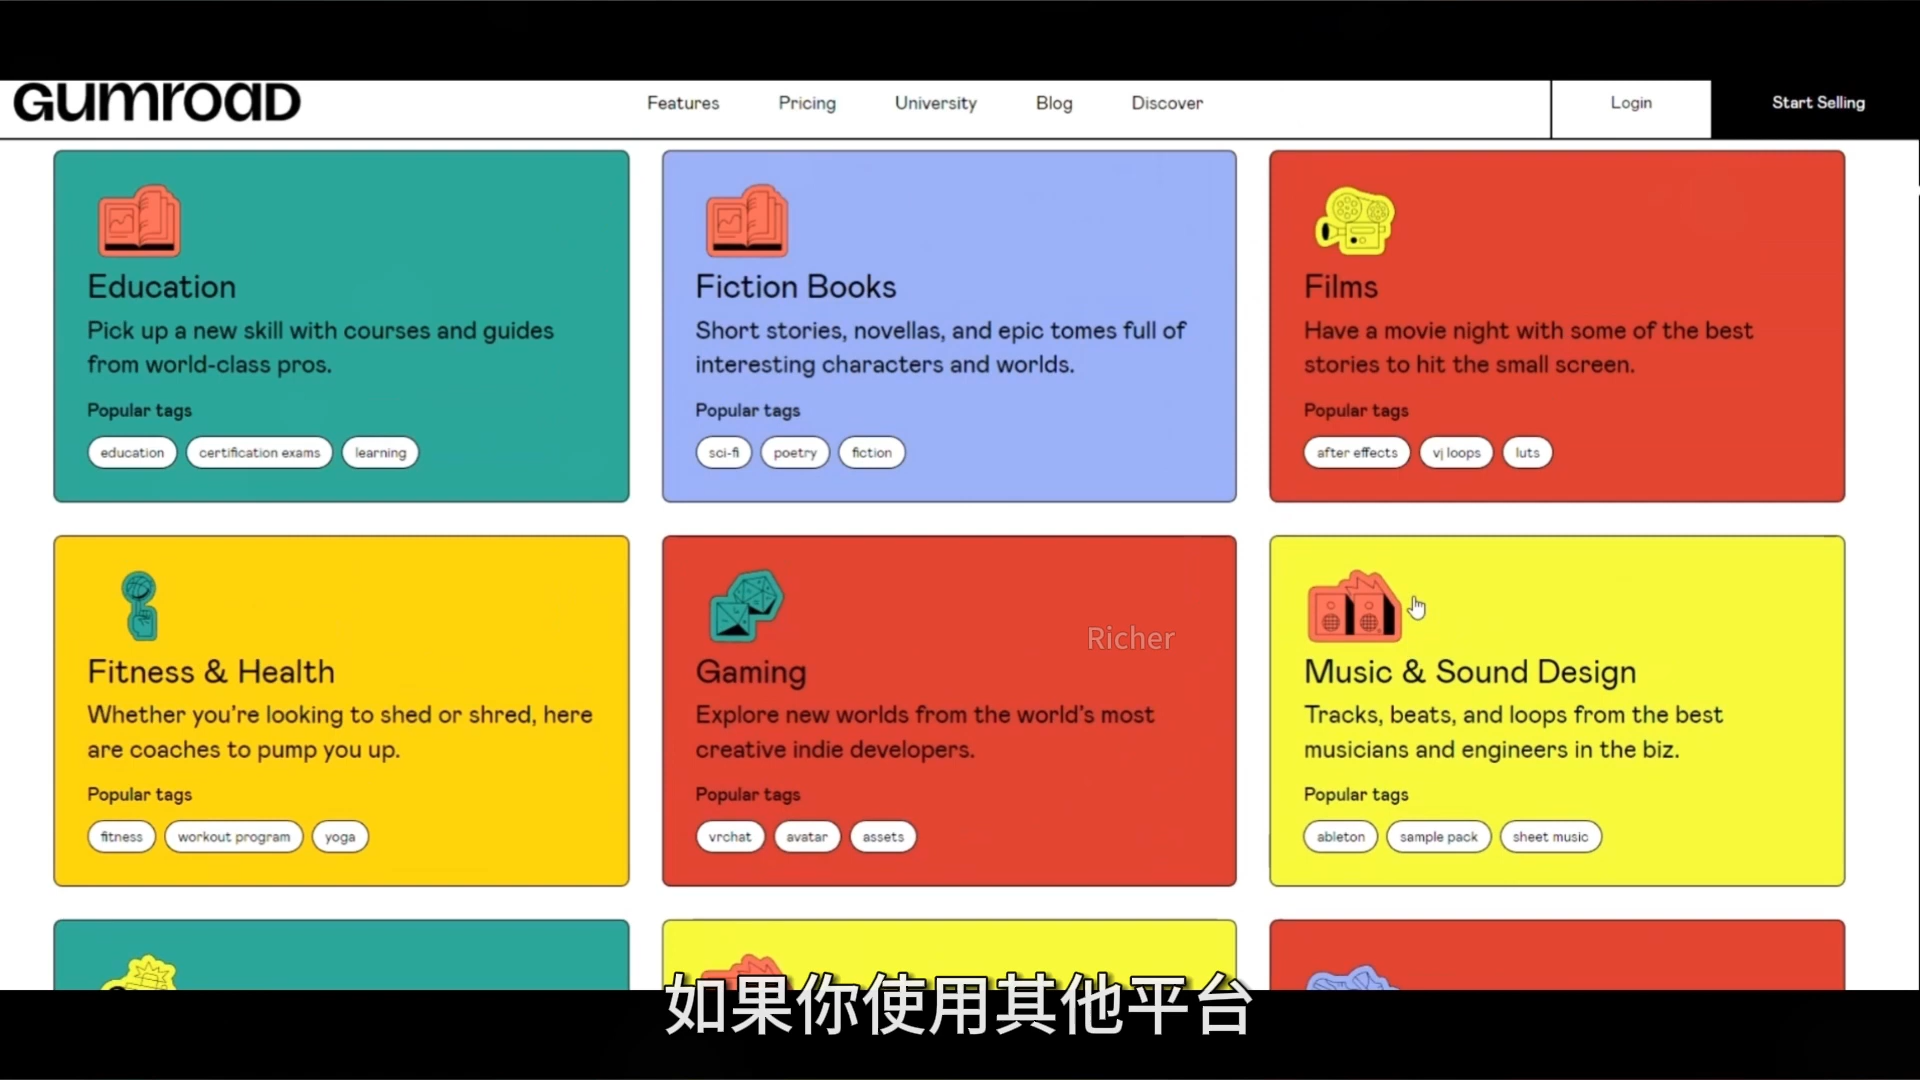 GUMROAD
Features
Pricing
University
Blog
Discover
Login
Start Selling
Education
Pick up a new skill with courses and guides
from world-class pros.
Popular tags
education
certification exams
learning
Fiction Books
Short stories, novellas, and epic tomes full of
interesting characters and worlds.
Popular tags
sci-fi
poetry
fiction
Films
Have a movie night with some of the best
stories to hit the small screen.
Popular tags
after effects
vj loops
luts
Fitness & Health
Whether you're looking to shed or shred, here
are coaches to pump you up.
Popular tags
fitness
workout program
yoga
Richer
Gaming
Explore new worlds from the world's most
creative indie developers.
Popular tags
vrchat
avatar
assets
Music & Sound Design
Tracks, beats, and loops from the best
musicians and engineers in the biz.
Popular tags
ableton
sample pack
sheet music
如果你使用其他平台